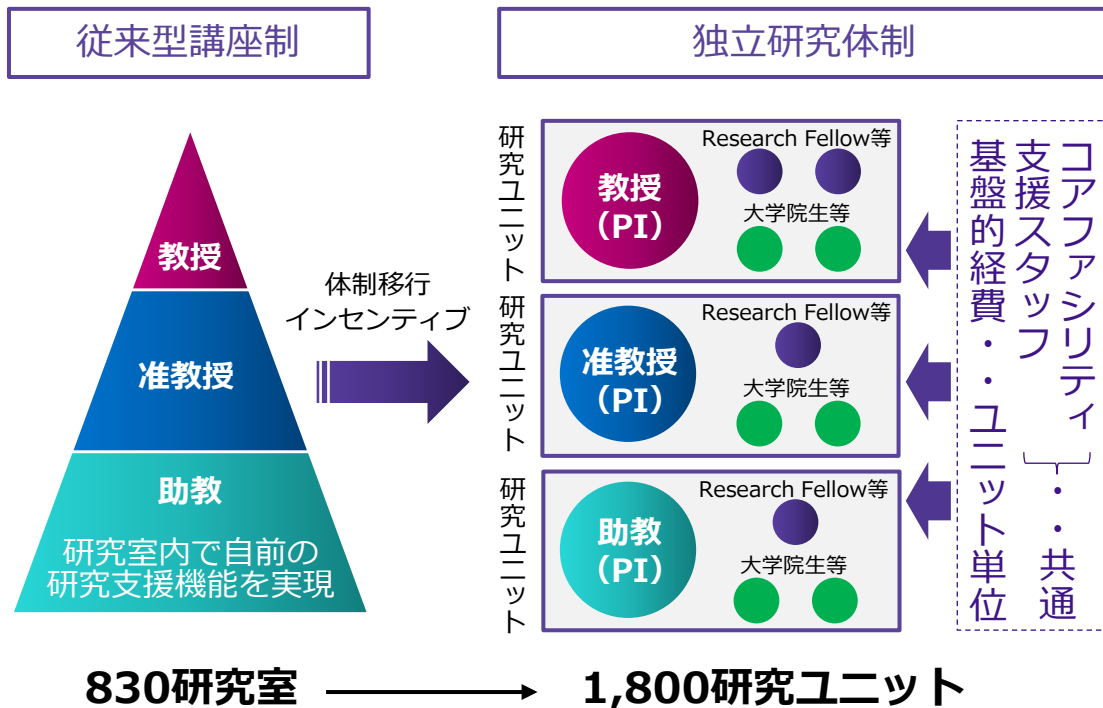 従来型講座制
独立研究体制
教授
准教授
助教
研究室内で自前の
研究支援機能を実現
体制移行
インセンティブ
研究ユニット
教授
（PI）
Research Fellow等
大学院生等
研究ユニット
准教授
（PI）
Research Fellow等
大学院生等
研究ユニット
助教
（PI）
Research Fellow等
大学院生等
コアファシリティ
支援スタッフ
・・共通
基盤的経費・・ユニット単位
830研究室
1,800研究ユニット